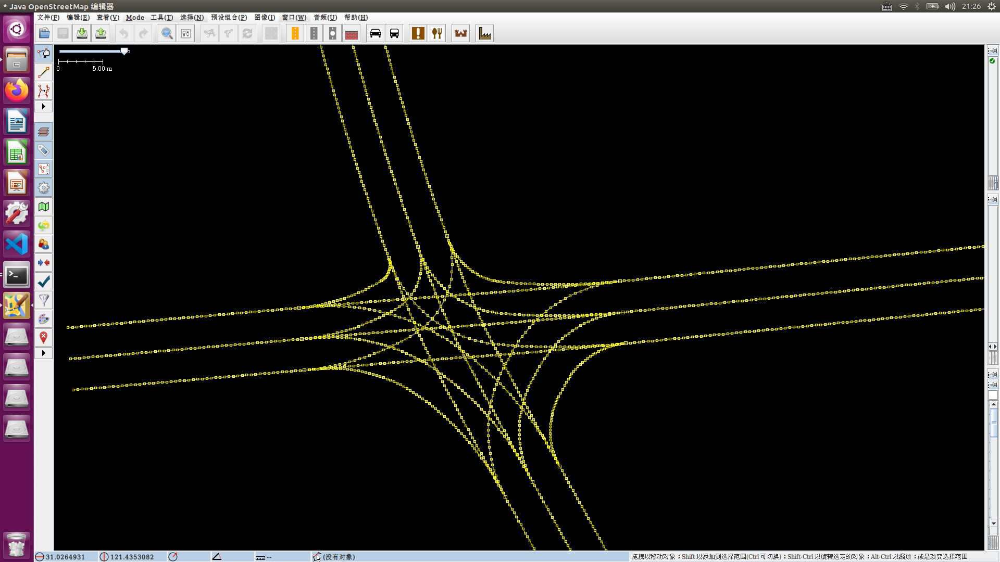 * Java OpenStreetMap 编辑器
21:26
文件(F) 编辑(E) 查看(V) Mode 工具(T) 选择(N) 预设组合(P) 图像(I) 窗口(W) 音频(U) 帮助(H)
0 5.00 m
31.0264931 121.4353082 -- (没有对象)
拖拽以移动对象；Shift 以添加到选择范围(Ctrl 可切换)；Shift-Ctrl 以旋转选定的对象；Alt-Ctrl 以缩放；或是改变选择范围